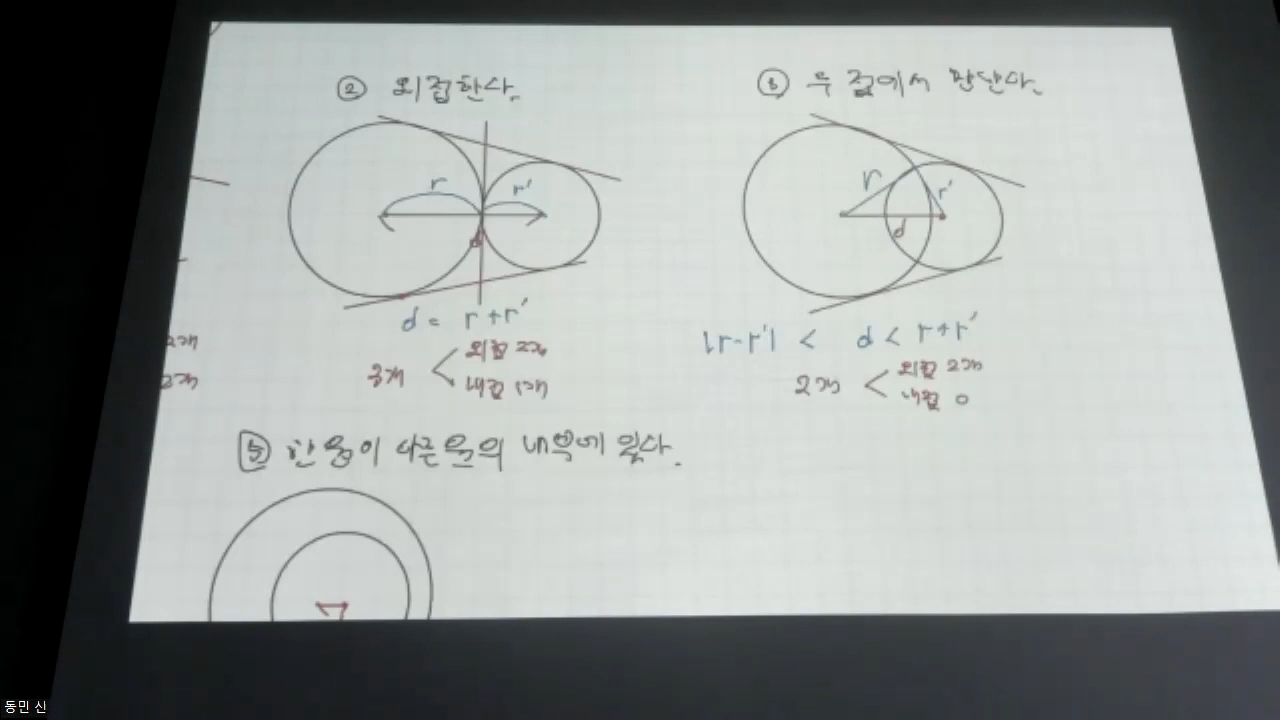 ② 외접한다.
r r'
d
d = r+r'
3개 < 외접 2개
내접 1개
③ 두 점에서 만난다.
r r'
d
|r-r'| < d < r+r'
2개 < 외접 2개
내접 0
2개
2개
⑤ 한 원이 다른 원의 내부에 있다.
동민 신